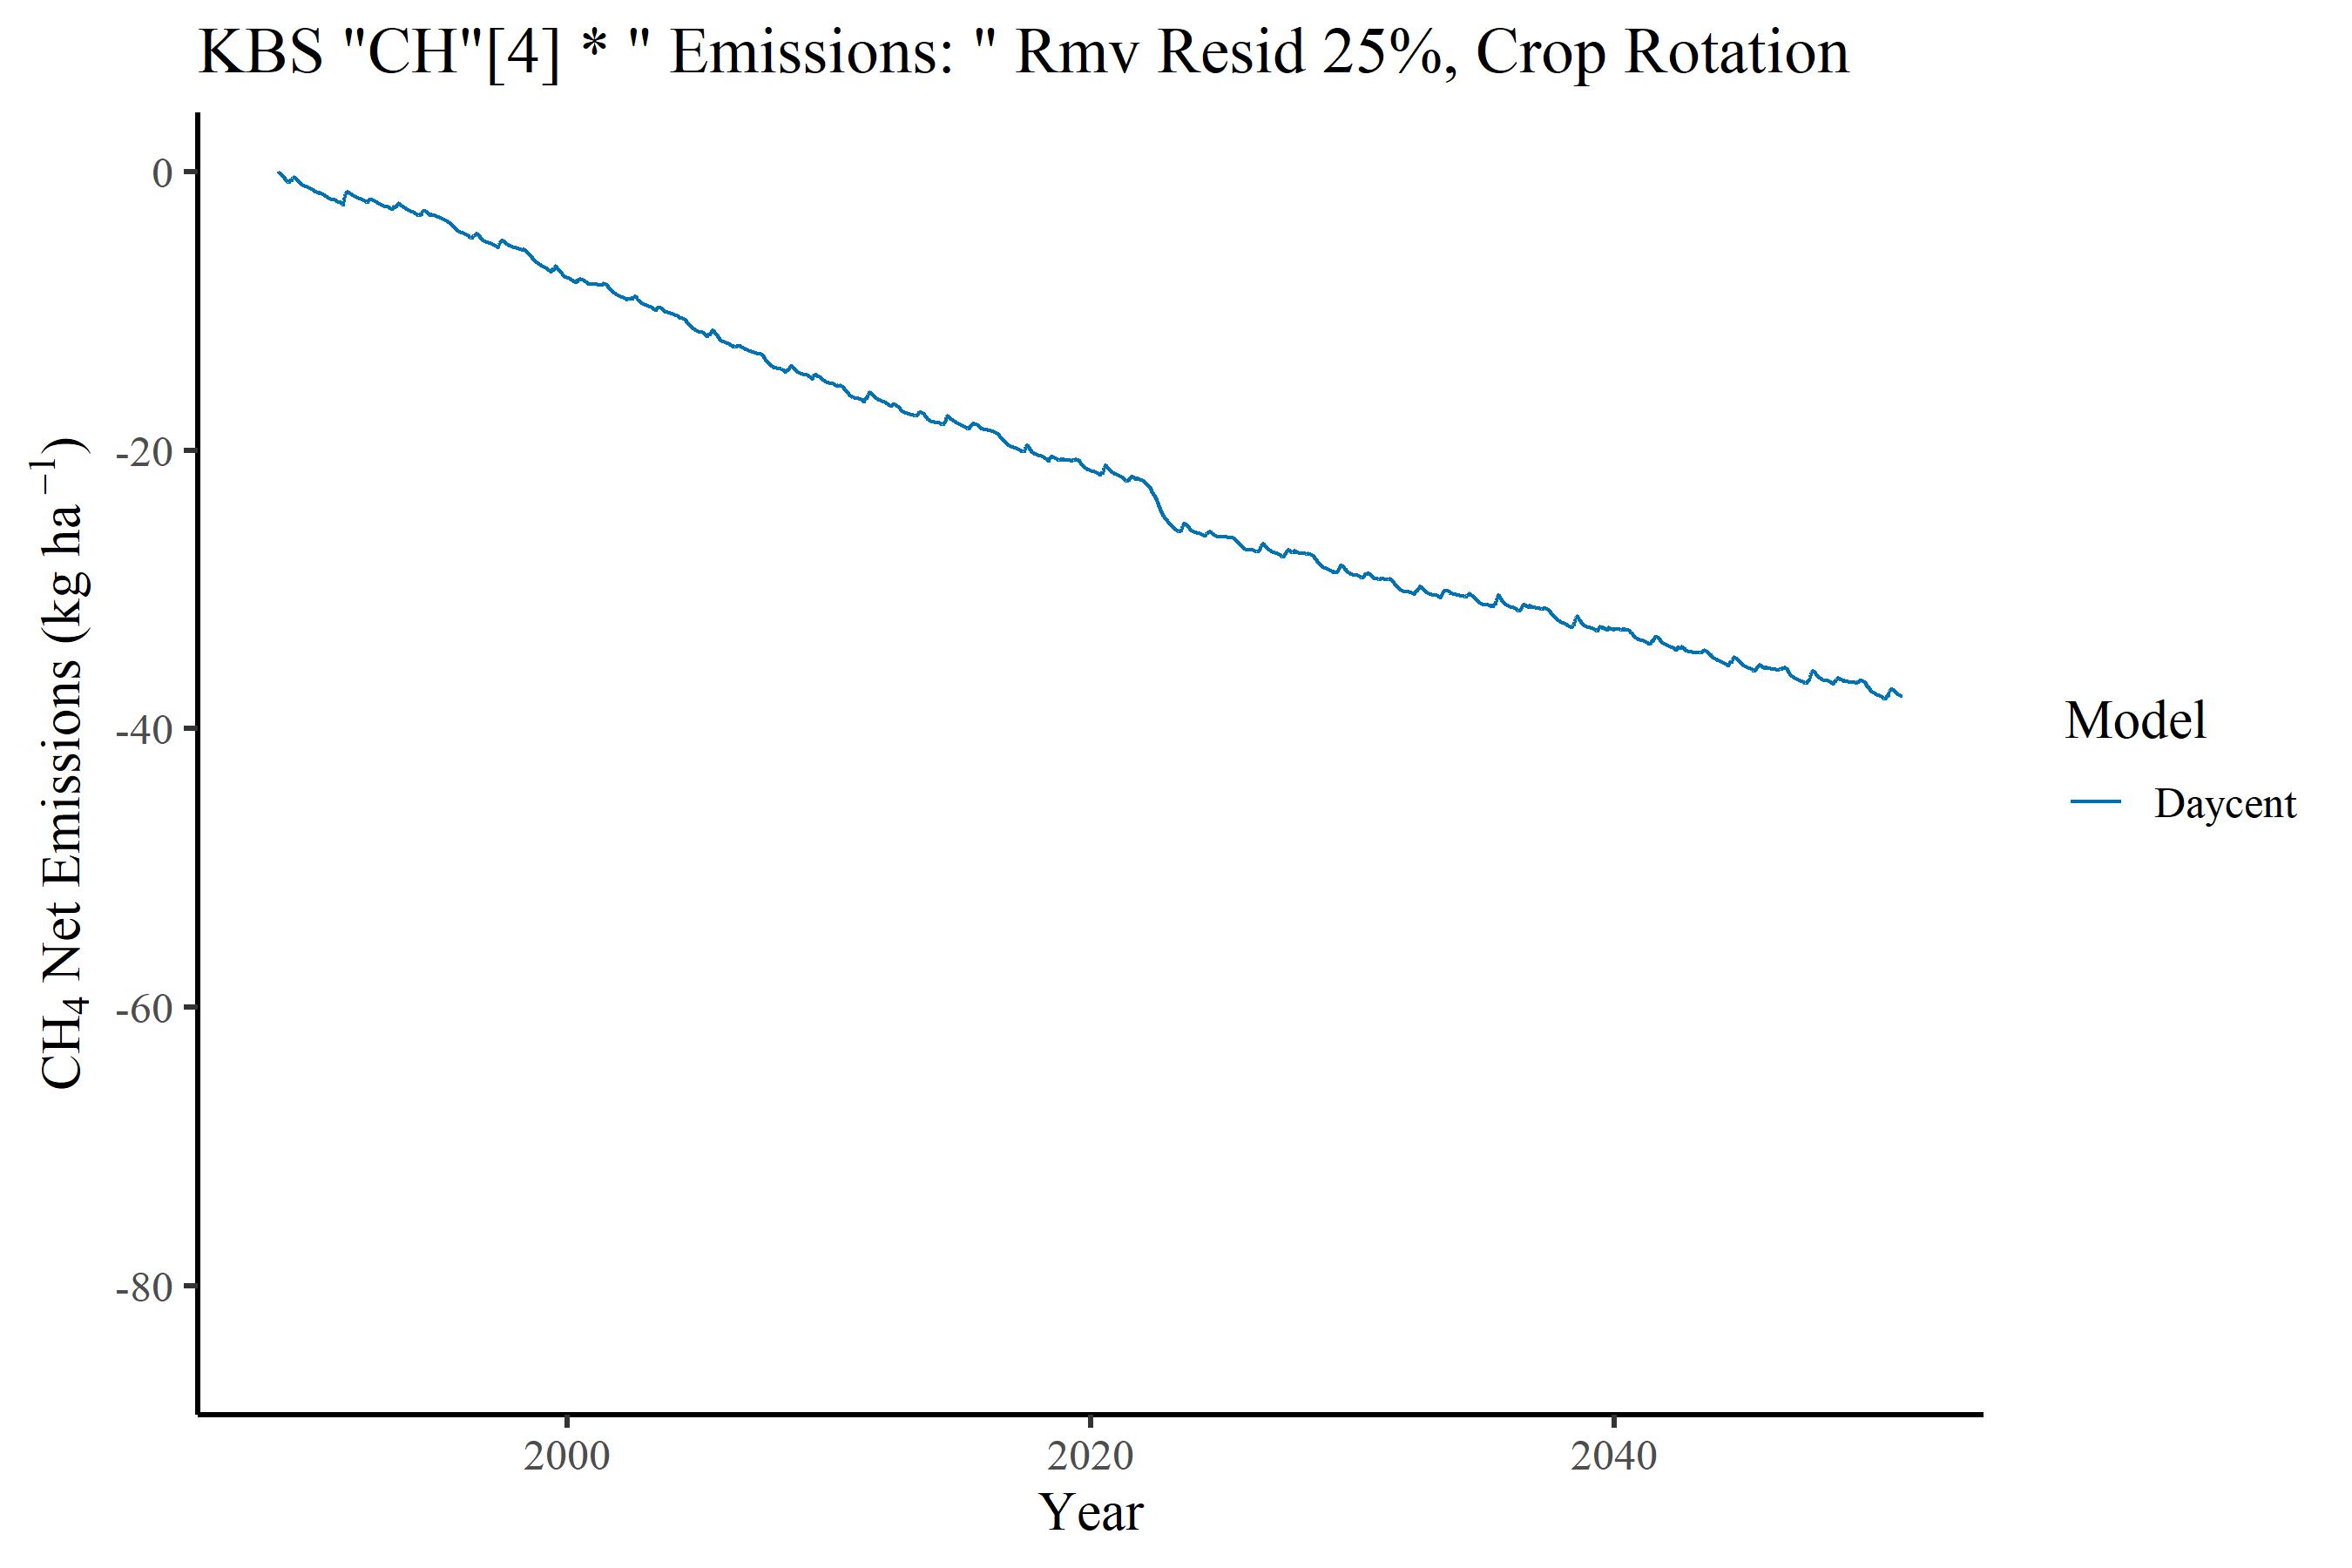 KBS "CH"[4] * " Emissions: " Rmv Resid 25%, Crop Rotation
CH₄ Net Emissions (kg ha ⁻¹)
0
-20
-40
-60
-80
2000 2020 2040
Year
Model
Daycent